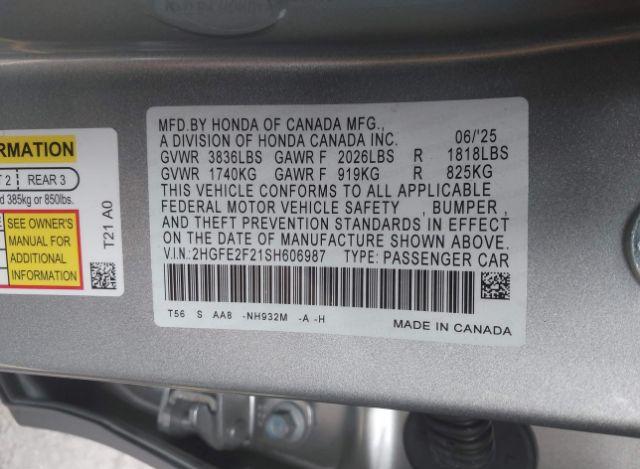 MFD.BY HONDA OF CANADA MFG.,
A DIVISION OF HONDA CANADA INC. 06/'25
GVWR 3836LBS GAWR F 2026LBS R 1818LBS
GVWR 1740KG GAWR F 919KG R 825KG
THIS VEHICLE CONFORMS TO ALL APPLICABLE
FEDERAL MOTOR VEHICLE SAFETY , BUMPER ,
AND THEFT PREVENTION STANDARDS IN EFFECT
ON THE DATE OF MANUFACTURE SHOWN ABOVE.
V.I.N.:2HGFE2F21SH606987 TYPE: PASSENGER CAR
T56 S AA8 -NH932M -A -H
MADE IN CANADA
2 REAR 3
385kg or 850lbs.
SEE OWNER'S
MANUAL FOR
ADDITIONAL
INFORMATION
T21 A0